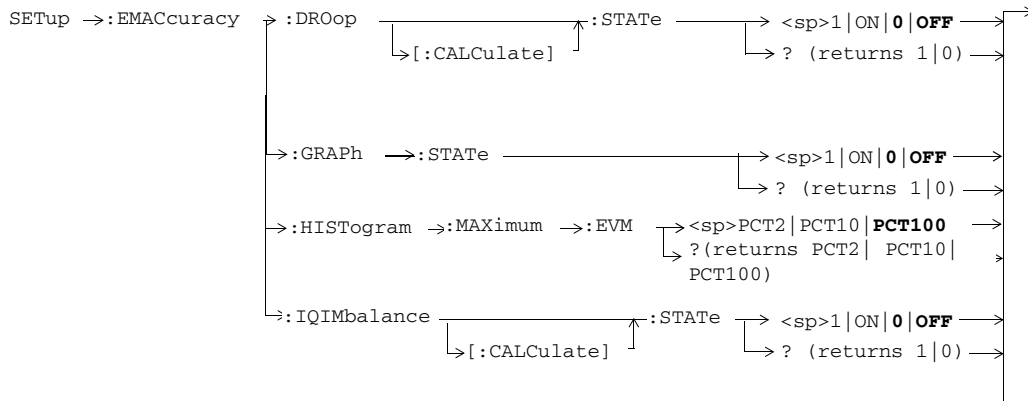 SETup :EMACcuracy :DROop :STATe <sp>1|ON|0|OFF
[:CALCulate] ? (returns 1|0)
:GRAPh :STATe <sp>1|ON|0|OFF
? (returns 1|0)
:HISTogram :MAXimum :EVM <sp>PCT2|PCT10|PCT100
?(returns PCT2| PCT10|
PCT100)
:IQIMbalance :STATe <sp>1|ON|0|OFF
[:CALCulate] ? (returns 1|0)